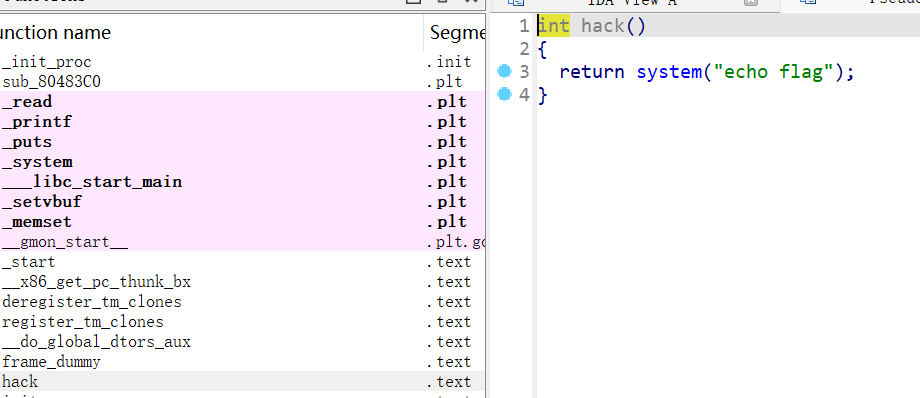 IDA View A
unction name Segme
_init_proc .init
sub_80483C0 .plt
_read .plt
_printf .plt
_puts .plt
_system .plt
___libc_start_main .plt
_setvbuf .plt
_memset .plt
__gmon_start__ .plt.go
_start .text
__x86_get_pc_thunk_bx .text
deregister_tm_clones .text
register_tm_clones .text
__do_global_dtors_aux .text
frame_dummy .text
hack .text
1 int hack()
2 {
3 return system("echo flag");
4 }